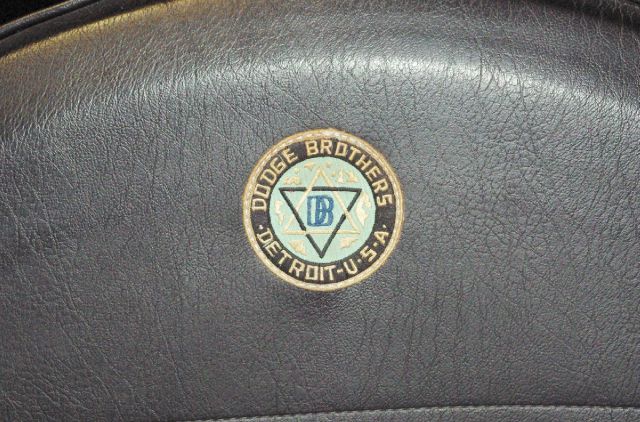 DODGE BROTHERS
DB
·DETROIT-U·S·A·